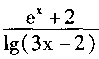 e^x + 2
lg(3x − 2)